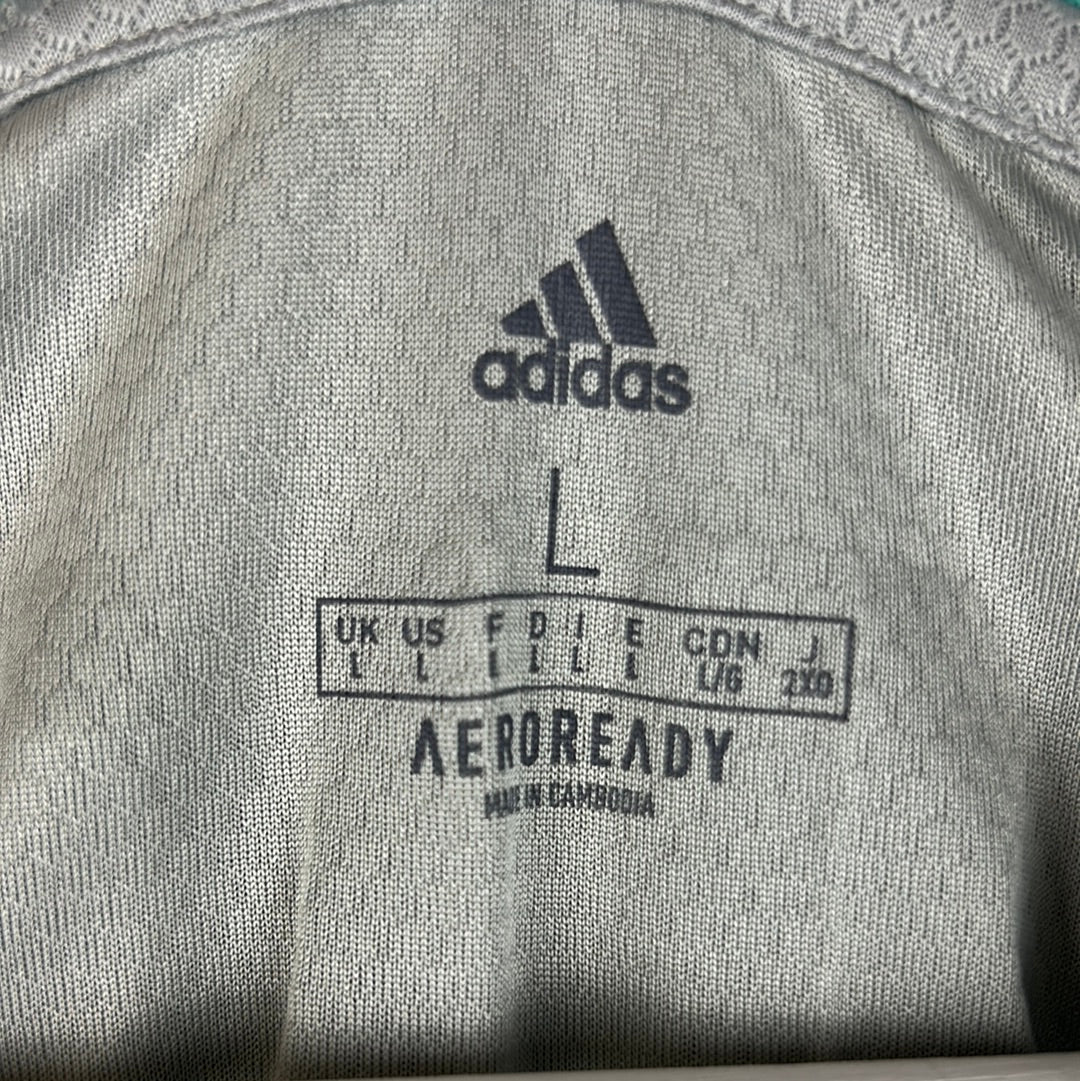 adidas
L
UK US F D I E CDN J
L L L L L L L/G 2XO
AEROREADY
MADE IN CAMBODIA